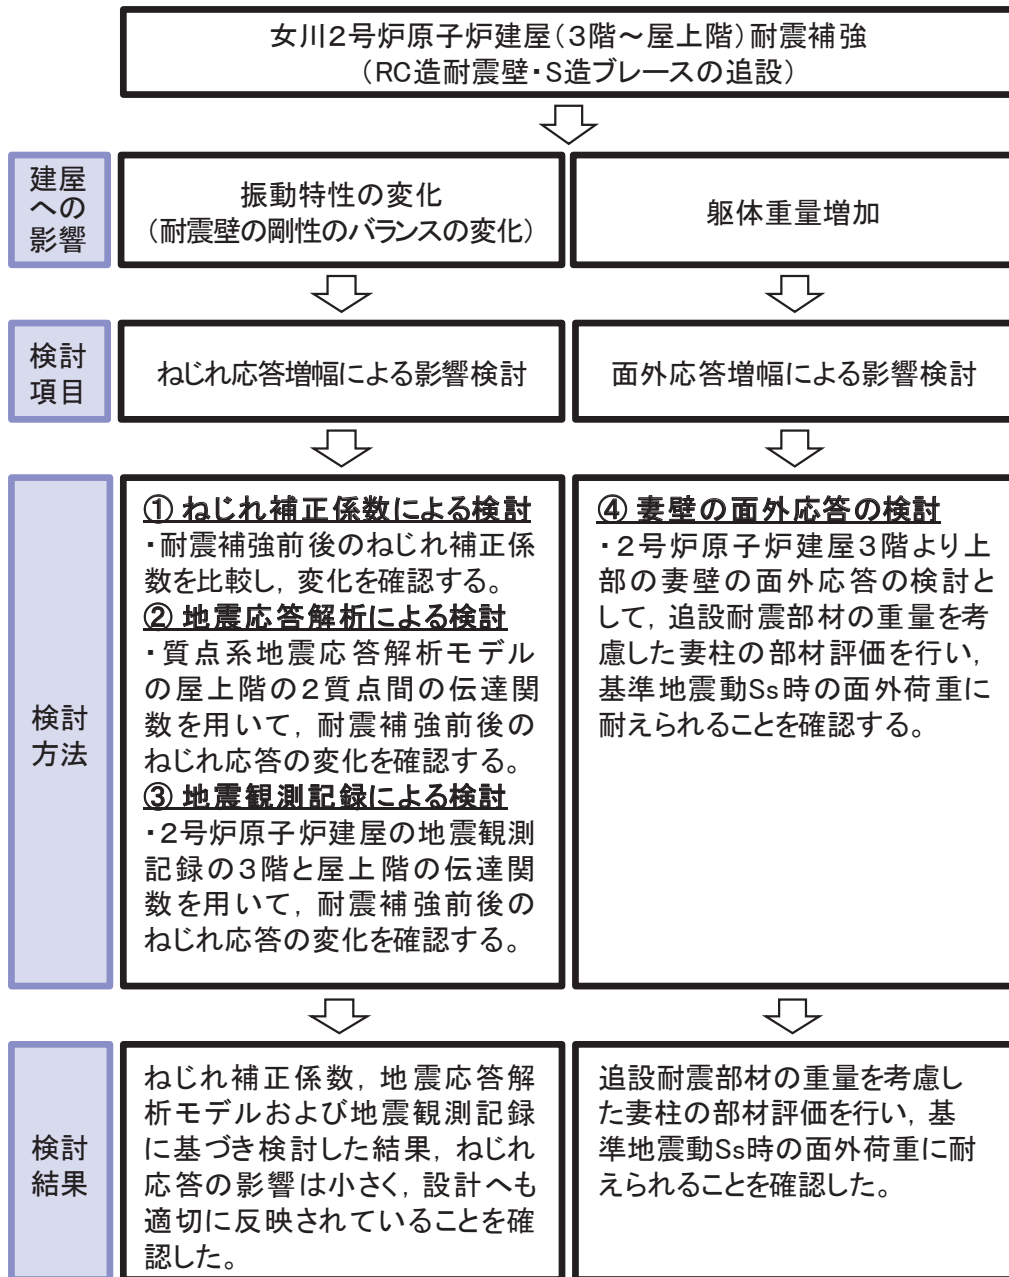 女川2号炉原子炉建屋(3階～屋上階)耐震補強
(RC造耐震壁・S造ブレースの追設)
建屋
への
影響
振動特性の変化
(耐震壁の剛性のバランスの変化)
躯体重量増加
検討
項目
ねじれ応答増幅による影響検討
面外応答増幅による影響検討
検討
方法
① ねじれ補正係数による検討
・耐震補強前後のねじれ補正係
数を比較し，変化を確認する。
② 地震応答解析による検討
・質点系地震応答解析モデル
の屋上階の2質点間の伝達関
数を用いて，耐震補強前後の
ねじれ応答の変化を確認する。
③ 地震観測記録による検討
・2号炉原子炉建屋の地震観測
記録の3階と屋上階の伝達関
数を用いて，耐震補強前後の
ねじれ応答の変化を確認する。
④ 妻壁の面外応答の検討
・2号炉原子炉建屋3階より上
部の妻壁の面外応答の検討と
して，追設耐震部材の重量を考
慮した妻柱の部材評価を行い，
基準地震動Ss時の面外荷重に
耐えられることを確認する。
検討
結果
ねじれ補正係数，地震応答解
析モデルおよび地震観測記録
に基づき検討した結果，ねじれ
応答の影響は小さく，設計へも
適切に反映されていることを確
認した。
追設耐震部材の重量を考慮し
た妻柱の部材評価を行い，基
準地震動Ss時の面外荷重に耐
えられることを確認した。